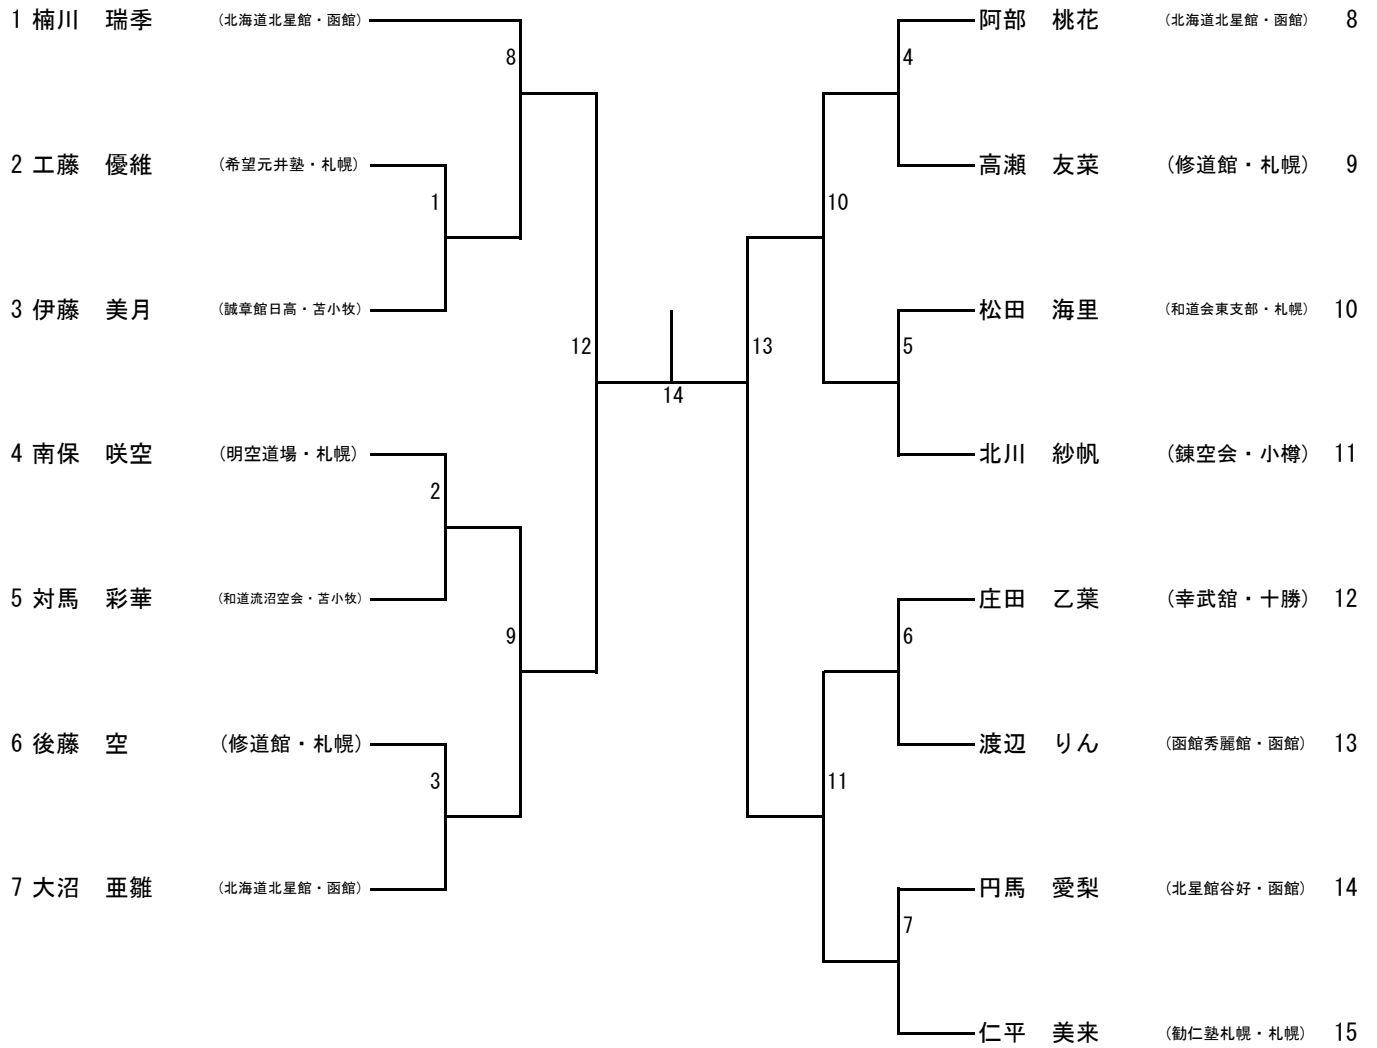 1 楠川　瑞季 (北海道北星館・函館)
8
2 工藤　優維 (希望元井塾・札幌)
1
3 伊藤　美月 (誠章館日高・苫小牧)
12
4 南保　咲空 (明空道場・札幌)
2
5 対馬　彩華 (和道流沼空会・苫小牧)
9
6 後藤　空 (修道館・札幌)
3
7 大沼　亜雛 (北海道北星館・函館)
14
阿部　桃花 (北海道北星館・函館) 8
4
高瀬　友菜 (修道館・札幌) 9
10
松田　海里 (和道会東支部・札幌) 10
13
5
北川　紗帆 (錬空会・小樽) 11
庄田　乙葉 (幸武舘・十勝) 12
6
渡辺　りん (函館秀麗館・函館) 13
11
円馬　愛梨 (北星館谷好・函館) 14
7
仁平　美来 (勧仁塾札幌・札幌) 15